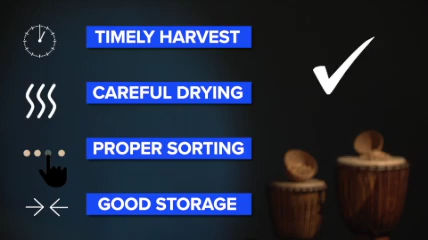 TIMELY HARVEST
CAREFUL DRYING
PROPER SORTING
GOOD STORAGE